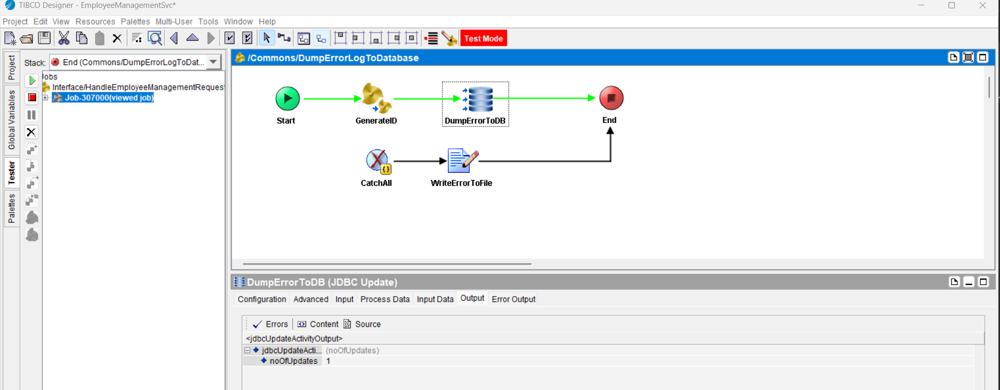 TIBCO Designer - EmployeeManagementSvc*
Project Edit View Resources Palettes Multi-User Tools Window Help
Test Mode
Project
Global Variables
Tester
Palettes
Stack: End (Commons/DumpErrorLogToDat...
Jobs
Interface/HandleEmployeeManagementRequest
Job-307000(viewed job)
/Commons/DumpErrorLogToDatabase
Start GenerateID DumpErrorToDB End
{}
CatchAll WriteErrorToFile
DumpErrorToDB (JDBC Update)
Configuration Advanced Input Process Data Input Data Output Error Output
Errors Content Source
<jdbcUpdateActivityOutput>
jdbcUpdateActi... (noOfUpdates)
noOfUpdates 1